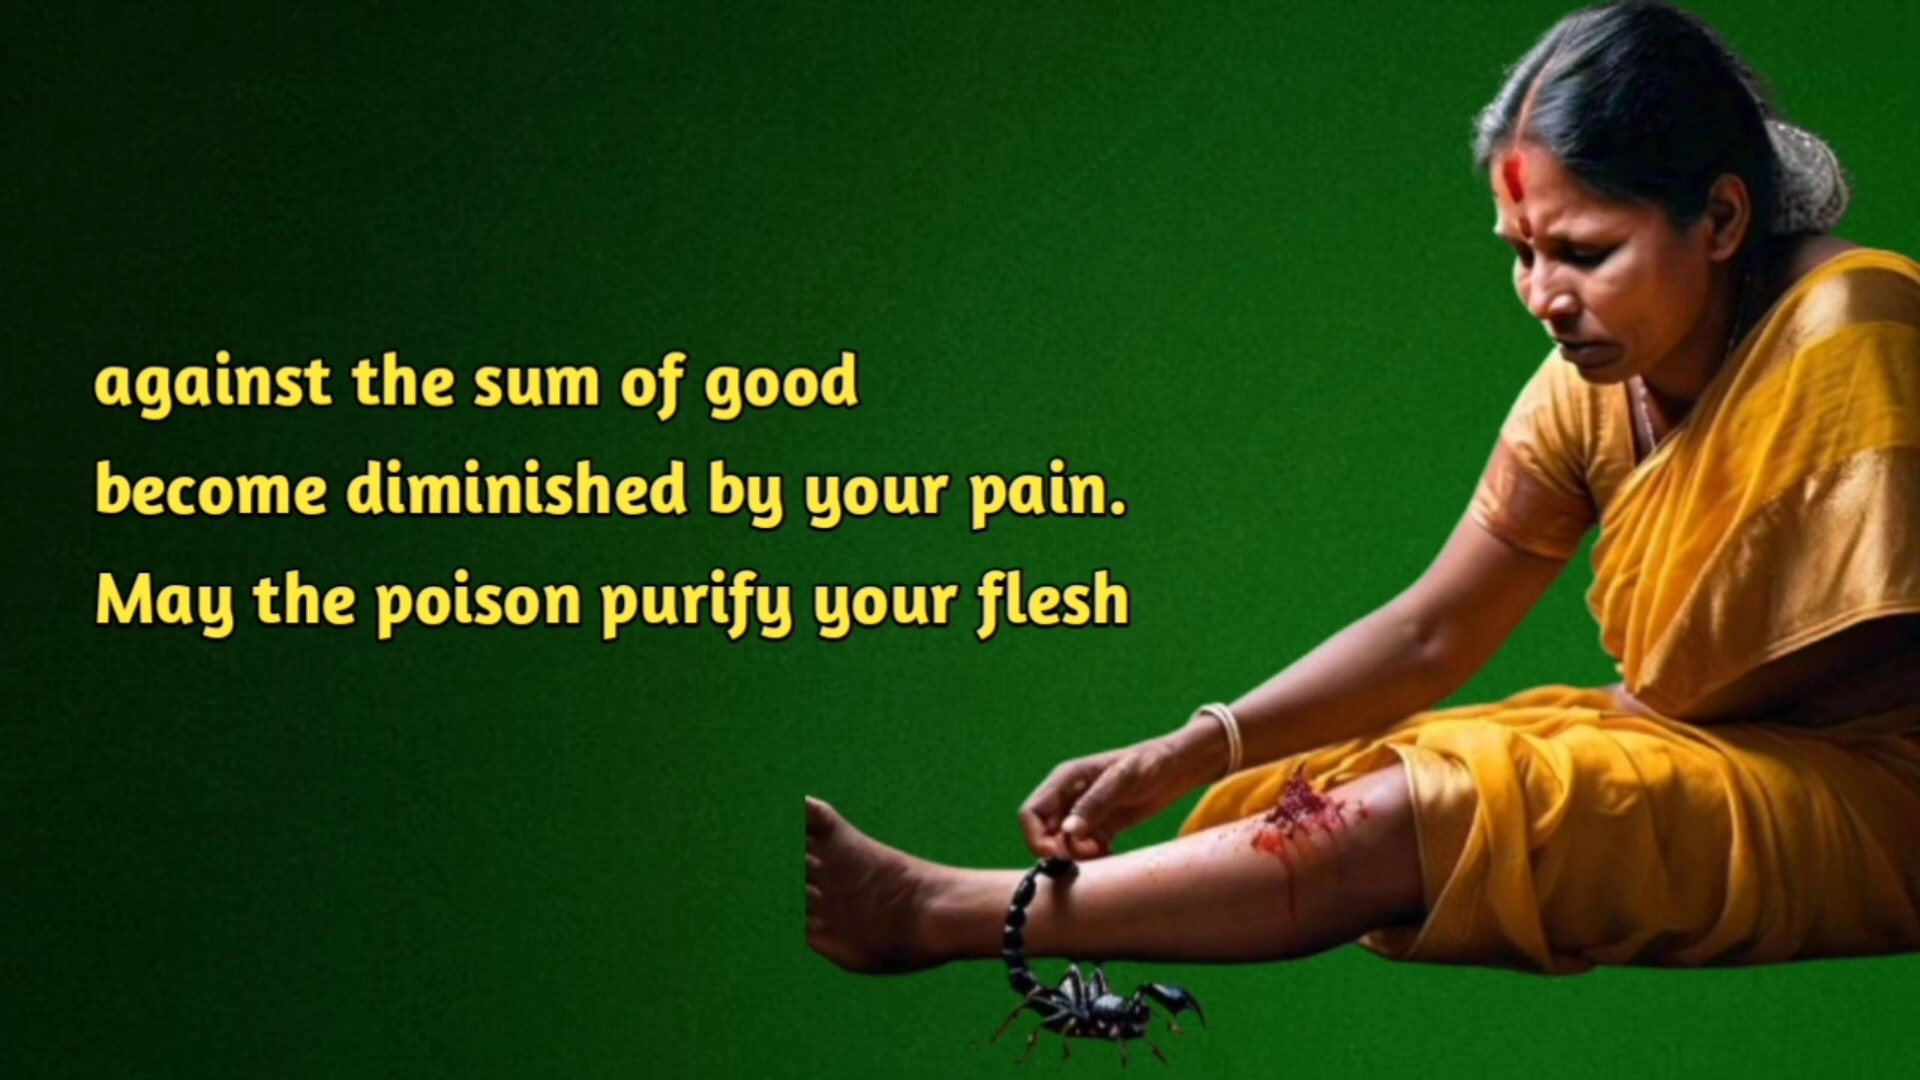 against the sum of good
become diminished by your pain.
May the poison purify your flesh